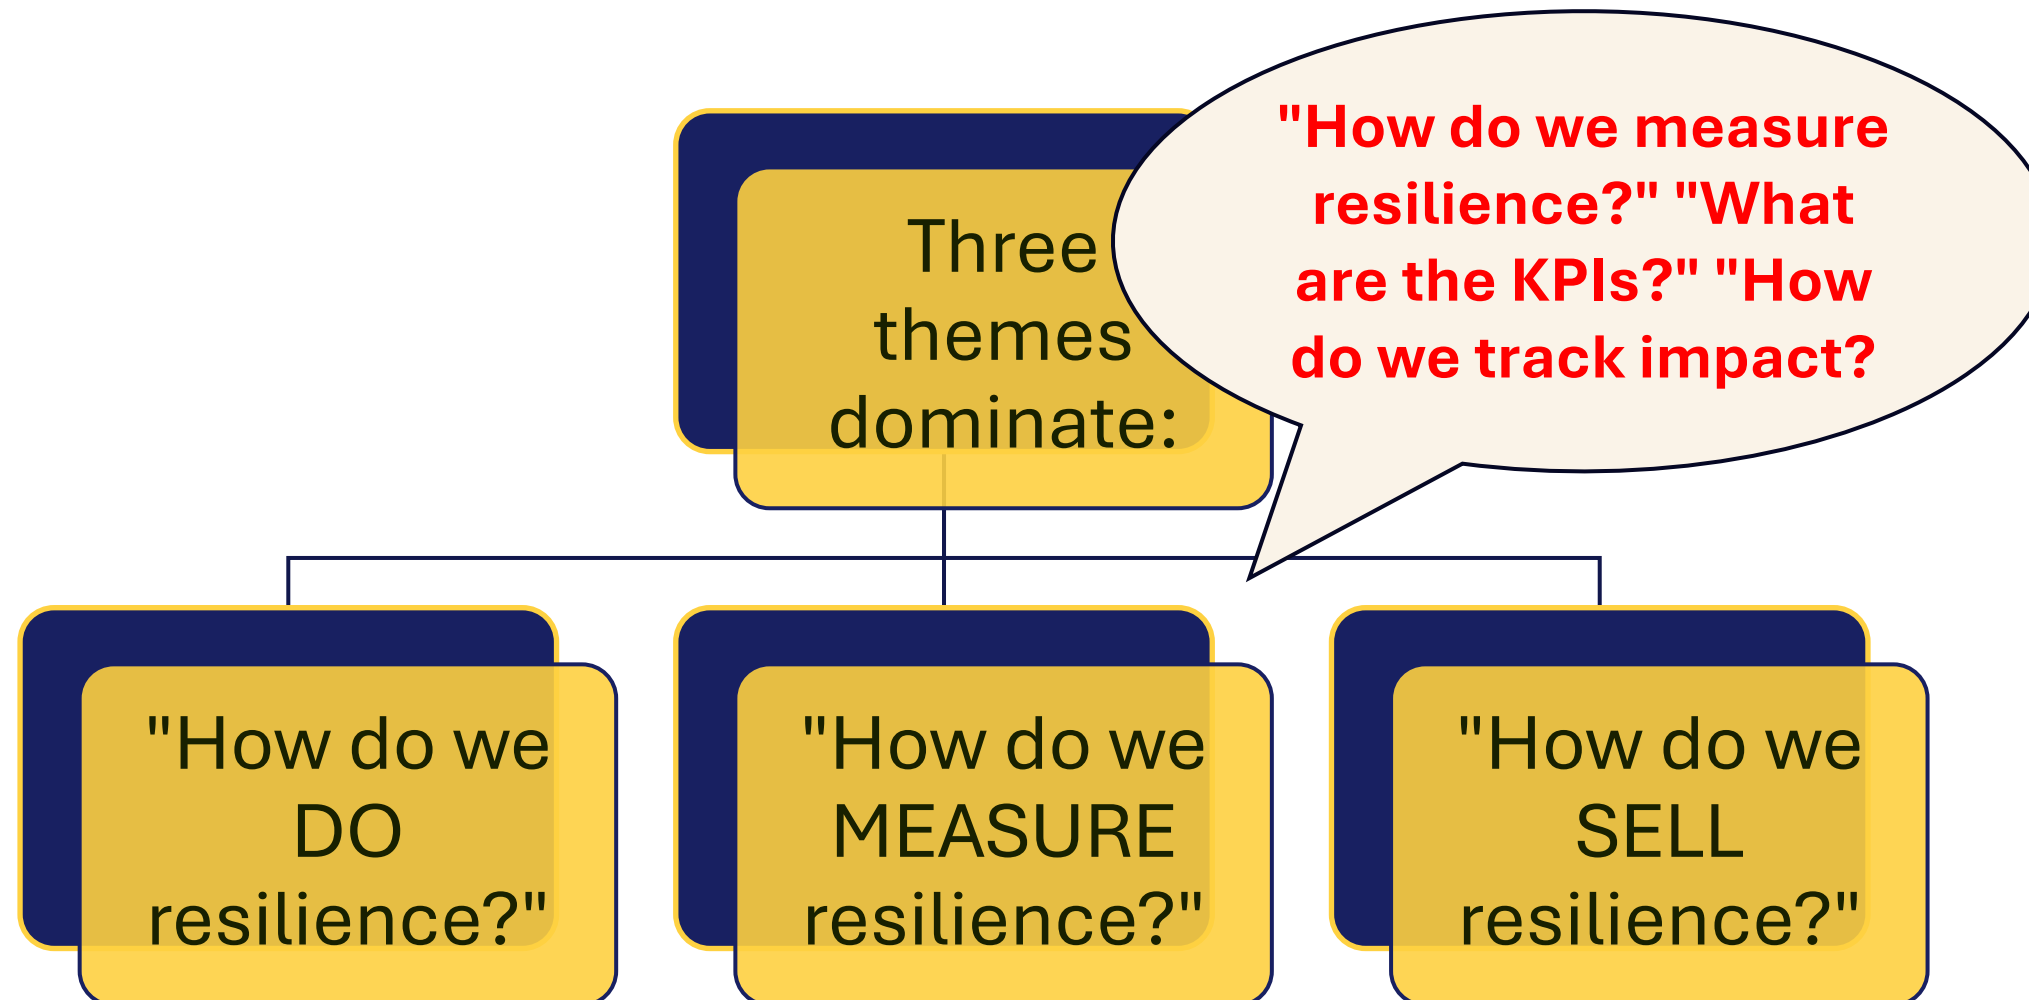 Three
themes
dominate:
"How do we measure
resilience?" "What
are the KPIs?" "How
do we track impact?
"How do we
DO
resilience?"
"How do we
MEASURE
resilience?"
"How do we
SELL
resilience?"